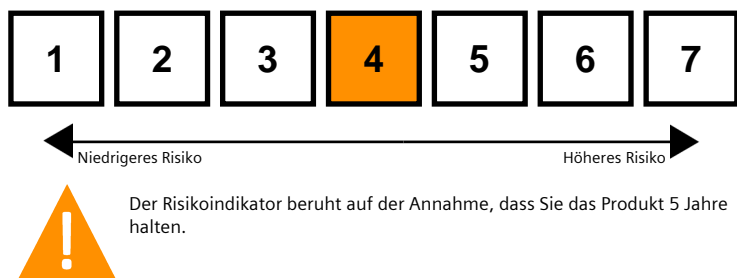 1 2 3 4 5 6 7
Niedrigeres Risiko Höheres Risiko
Der Risikoindikator beruht auf der Annahme, dass Sie das Produkt 5 Jahre
halten.
!